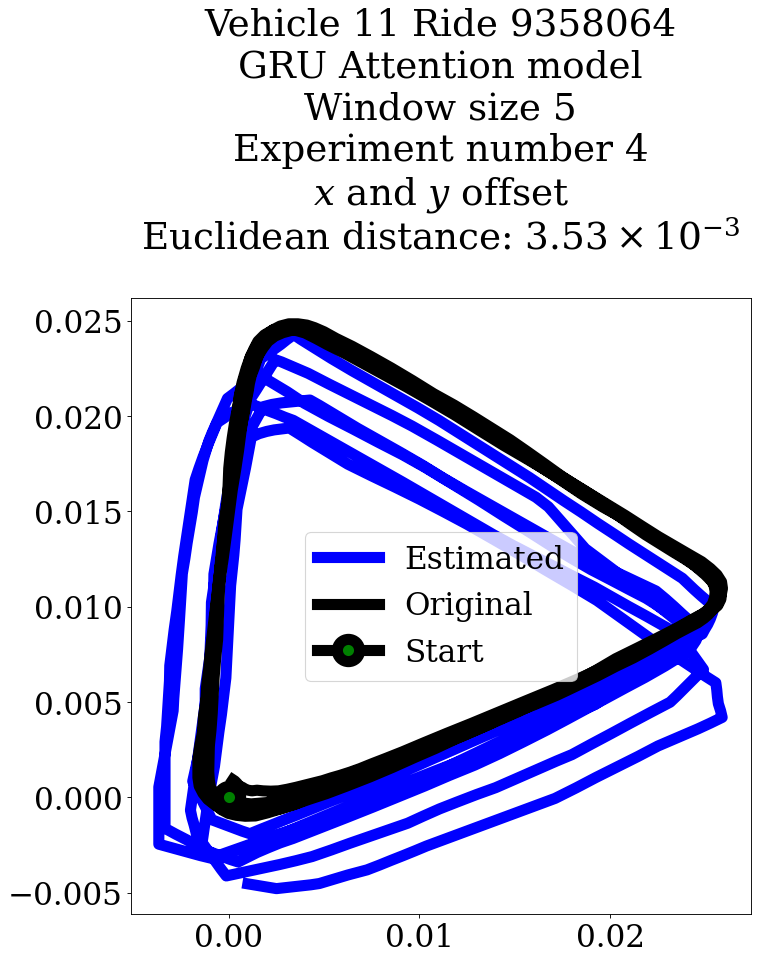 Vehicle 11 Ride 9358064
GRU Attention model
Window size 5
Experiment number 4
x and y offset
Euclidean distance: 3.53 × 10⁻³
0.025
0.020
0.015
0.010
0.005
0.000
−0.005
Estimated
Original
Start
0.00 0.01 0.02